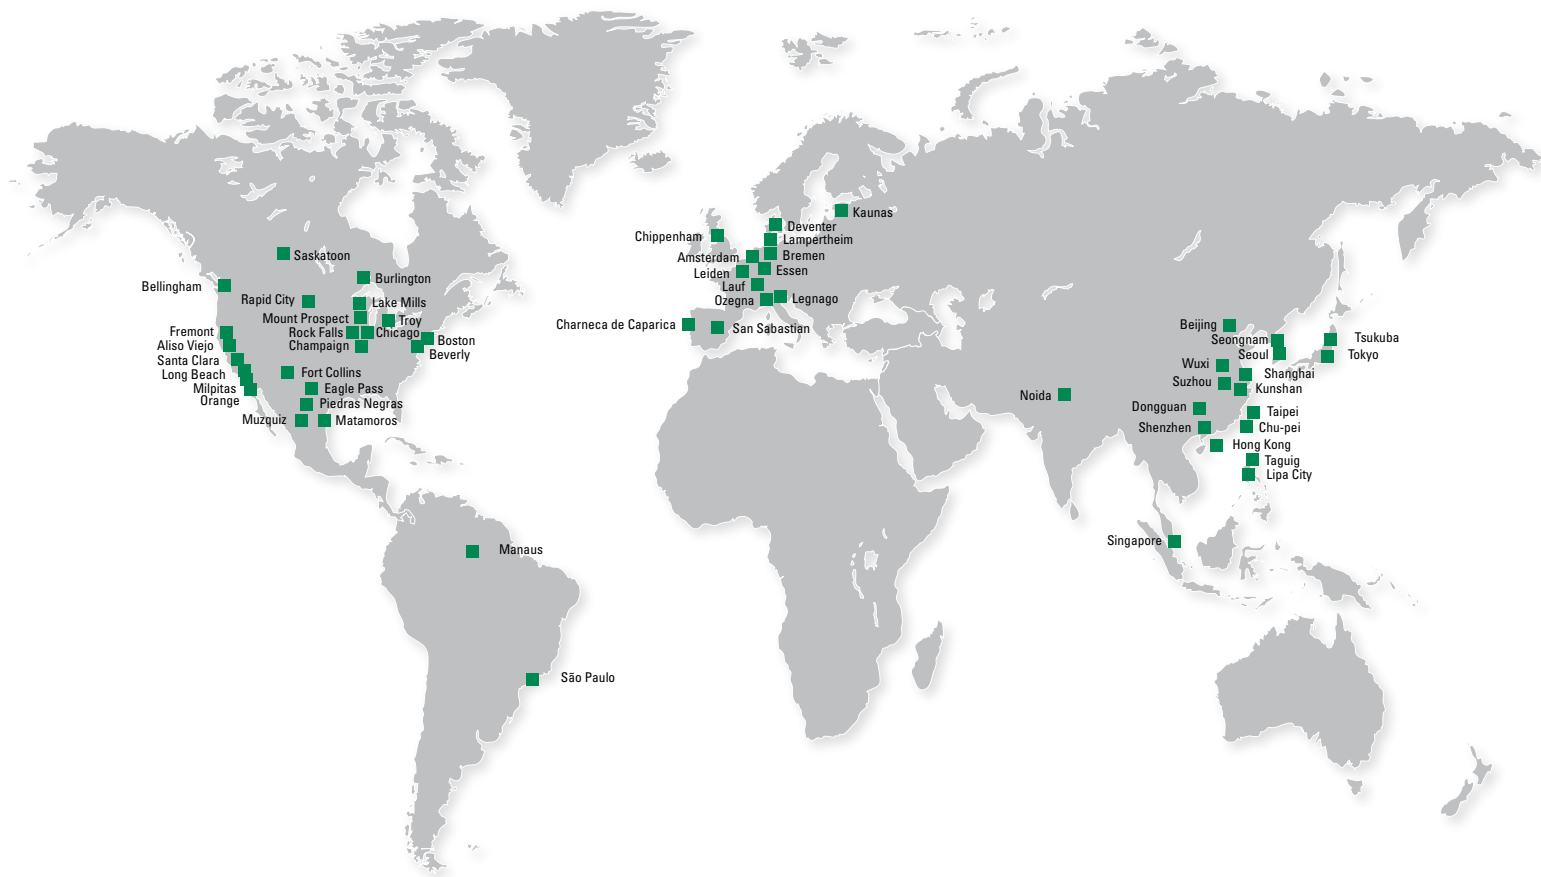 Saskatoon
Burlington
Bellingham
Rapid City
Lake Mills
Mount Prospect
Troy
Fremont
Rock Falls
Chicago
Boston
Aliso Viejo
Champaign
Beverly
Santa Clara
Long Beach
Fort Collins
Milpitas
Eagle Pass
Orange
Piedras Negras
Muzquiz
Matamoros
Manaus
São Paulo
Kaunas
Chippenham
Deventer
Lampertheim
Amsterdam
Bremen
Leiden
Essen
Lauf
Ozegna
Legnago
Charneca de Caparica
San Sabastian
Beijing
Seongnam
Tsukuba
Seoul
Tokyo
Wuxi
Shanghai
Suzhou
Kunshan
Noida
Dongguan
Taipei
Shenzhen
Chu-pei
Hong Kong
Taguig
Lipa City
Singapore